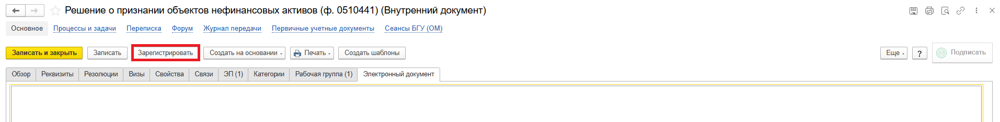 Решение о признании объектов нефинансовых активов (ф. 0510441) (Внутренний документ)
Основное Процессы и задачи Переписка Форум Журнал передачи Первичные учетные документы Сеансы БГУ (ОМ)
Записать и закрыть Записать Зарегистрировать Создать на основании Печать Создать шаблоны Еще ? Подписать
Обзор Реквизиты Резолюции Визы Свойства Связи ЭП (1) Категории Рабочая группа (1) Электронный документ